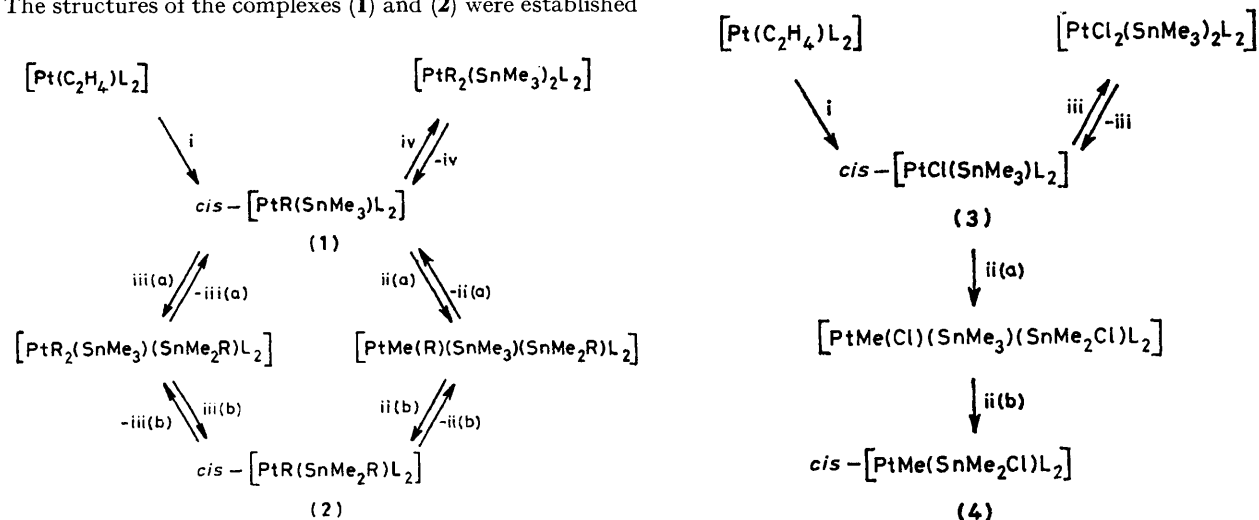 The structures of the complexes (1) and (2) were established
[Pt(C₂H₄)L₂]
[PtR₂(SnMe₃)₂L₂]
i
iv
-iv
cis-[PtR(SnMe₃)L₂]
(1)
iii(a)
-iii(a)
ii(a)
-ii(a)
[PtR₂(SnMe₃)(SnMe₂R)L₂]
[PtMe(R)(SnMe₃)(SnMe₂R)L₂]
-iii(b)
iii(b)
ii(b)
-ii(b)
cis-[PtR(SnMe₂R)L₂]
(2)
[Pt(C₂H₄)L₂]
[PtCl₂(SnMe₃)₂L₂]
i
iii
-iii
cis-[PtCl(SnMe₃)L₂]
(3)
ii(a)
[PtMe(Cl)(SnMe₃)(SnMe₂Cl)L₂]
ii(b)
cis-[PtMe(SnMe₂Cl)L₂]
(4)